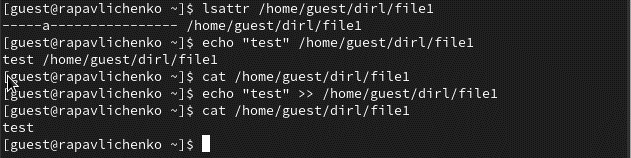 [guest@rapavlichenko ~]$ lsattr /home/guest/dirl/file1
-----a---------------- /home/guest/dirl/file1
[guest@rapavlichenko ~]$ echo "test" /home/guest/dirl/file1
test /home/guest/dirl/file1
[guest@rapavlichenko ~]$ cat /home/guest/dirl/file1
[guest@rapavlichenko ~]$ echo "test" >> /home/guest/dirl/file1
[guest@rapavlichenko ~]$ cat /home/guest/dirl/file1
test
[guest@rapavlichenko ~]$